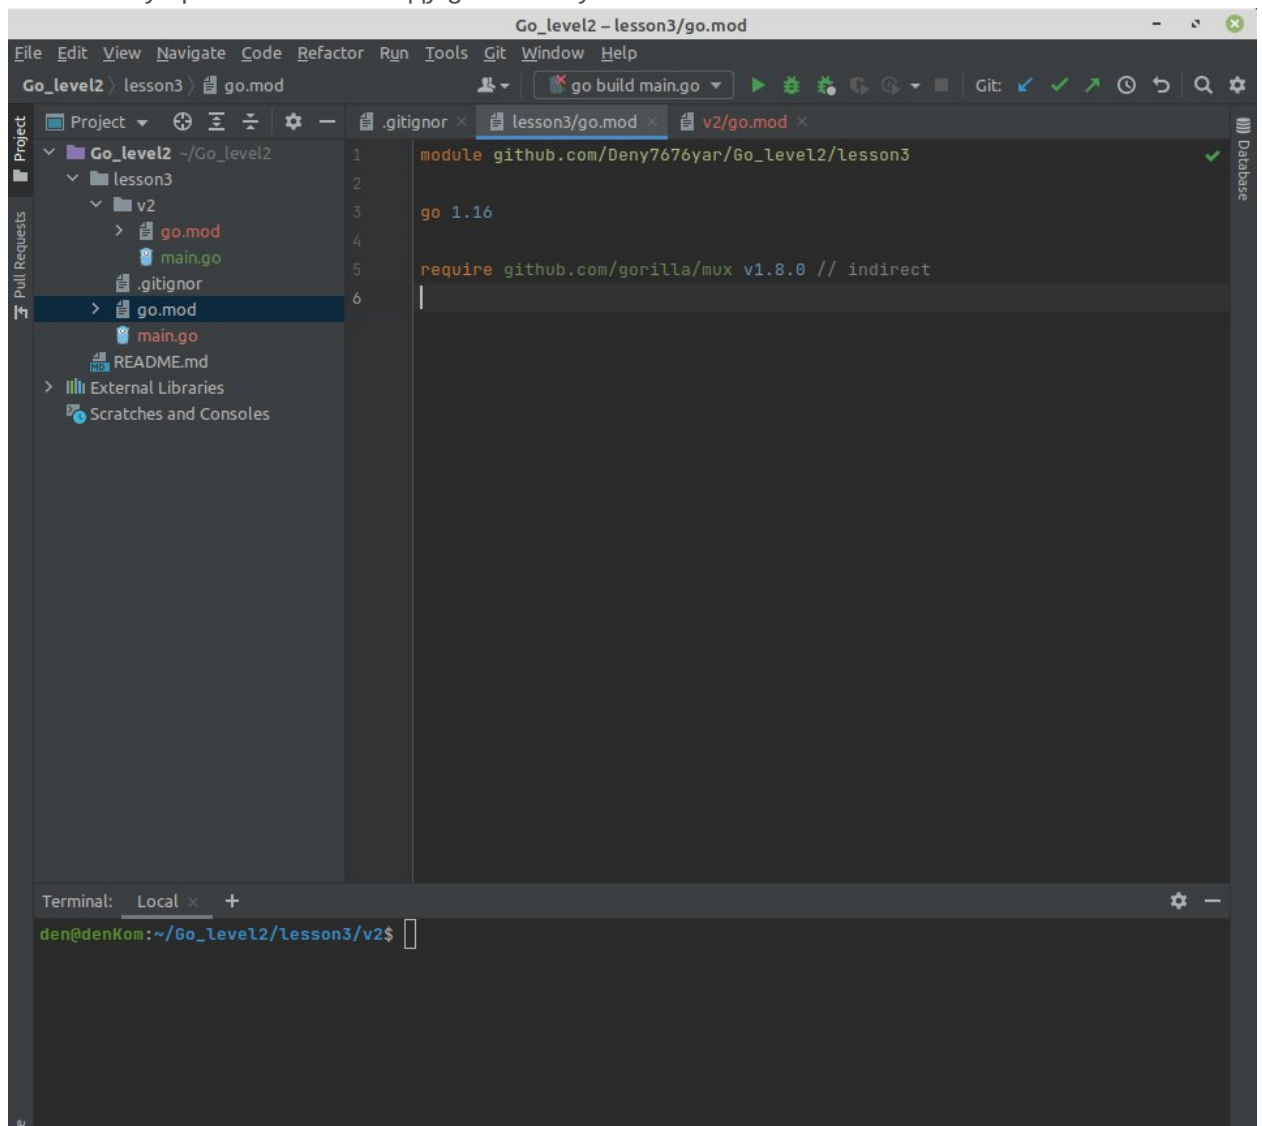 Go_level2 – lesson3/go.mod
File Edit View Navigate Code Refactor Run Tools Git Window Help
Go_level2 lesson3 go.mod go build main.go Git:
Project .gitignor lesson3/go.mod v2/go.mod
Project
Pull Requests
Database
Go_level2 ~/Go_level2
lesson3
v2
go.mod
main.go
.gitignor
go.mod
main.go
README.md
External Libraries
Scratches and Consoles
1 module github.com/Deny7676yar/Go_level2/lesson3
2
3 go 1.16
4
5 require github.com/gorilla/mux v1.8.0 // indirect
6
Terminal: Local +
den@denKom:~/Go_level2/lesson3/v2$